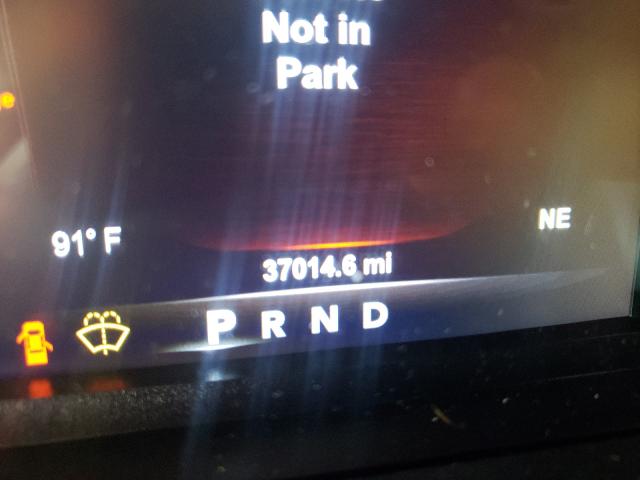 Not in
Park
91° F
NE
37014.6 mi
P R N D